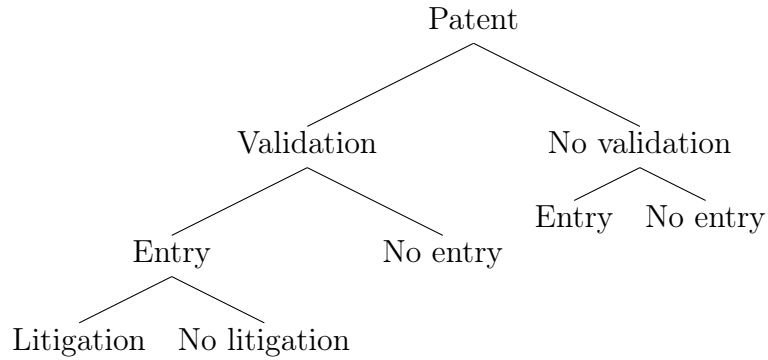 Patent
Validation
No validation
Entry
No entry
Entry
No entry
Litigation
No litigation